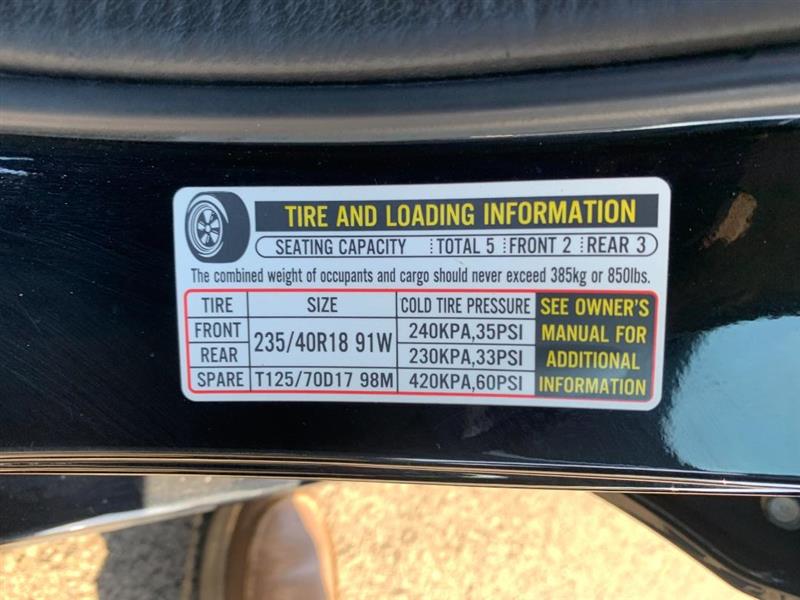 TIRE AND LOADING INFORMATION
SEATING CAPACITY TOTAL 5 FRONT 2 REAR 3
The combined weight of occupants and cargo should never exceed 385kg or 850lbs.
TIRE SIZE COLD TIRE PRESSURE SEE OWNER'S
FRONT 235/40R18 91W 240KPA,35PSI MANUAL FOR
REAR 230KPA,33PSI ADDITIONAL
SPARE T125/70D17 98M 420KPA,60PSI INFORMATION